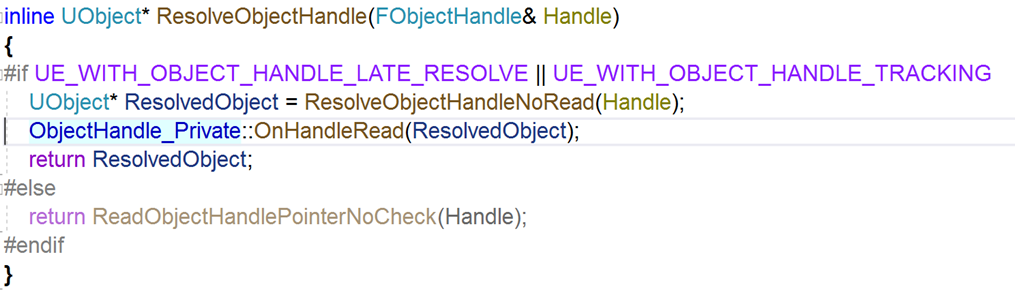 inline UObject* ResolveObjectHandle(FObjectHandle& Handle)
{
#if UE_WITH_OBJECT_HANDLE_LATE_RESOLVE || UE_WITH_OBJECT_HANDLE_TRACKING
    UObject* ResolvedObject = ResolveObjectHandleNoRead(Handle);
    ObjectHandle_Private::OnHandleRead(ResolvedObject);
    return ResolvedObject;
#else
    return ReadObjectHandlePointerNoCheck(Handle);
#endif
}